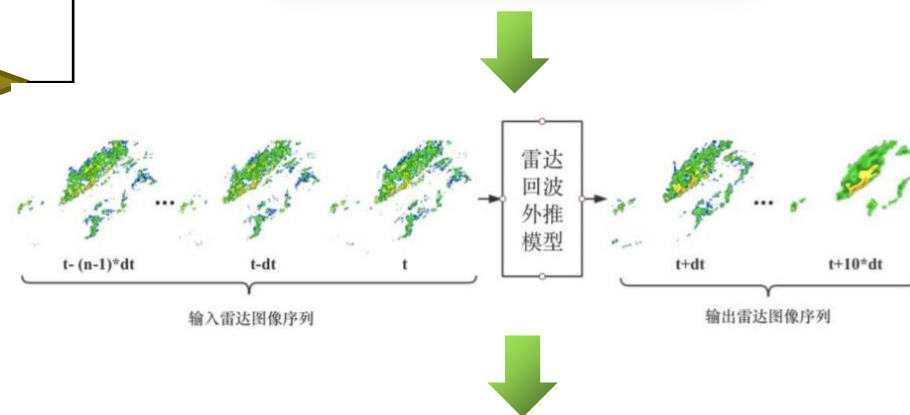 雷达
回波
外推
模型
...
...
t- (n-1)*dt
t-dt
t
t+dt
t+10*dt
输入雷达图像序列
输出雷达图像序列